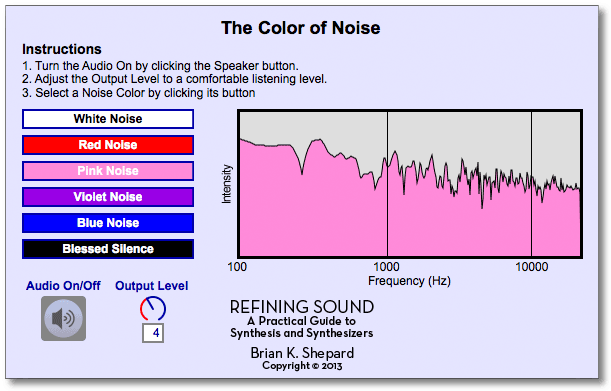 The Color of Noise
Instructions
1. Turn the Audio On by clicking the Speaker button.
2. Adjust the Output Level to a comfortable listening level.
3. Select a Noise Color by clicking its button
White Noise
Red Noise
Pink Noise
Violet Noise
Blue Noise
Blessed Silence
Intensity
100 1000 10000
Frequency (Hz)
Audio On/Off Output Level
4
REFINING SOUND
A Practical Guide to
Synthesis and Synthesizers
Brian K. Shepard
Copyright © 2013